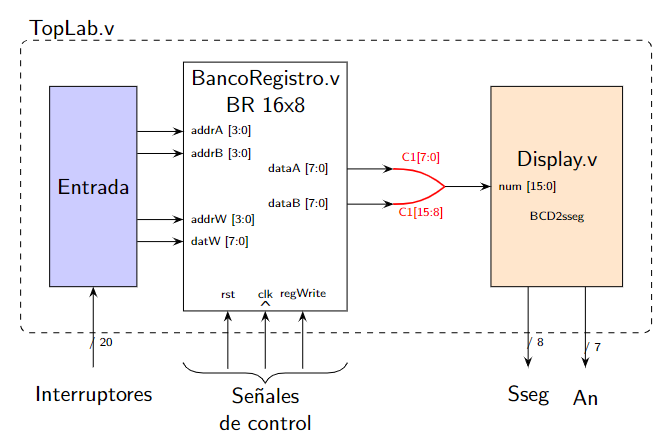 TopLab.v
BancoRegistro.v
BR 16x8
Entrada
addrA [3:0]
addrB [3:0]
addrW [3:0]
datW [7:0]
dataA [7:0]
dataB [7:0]
rst
clk
regWrite
C1[7:0]
C1[15:8]
Display.v
num [15:0]
BCD2sseg
/ 20
/ 8
/ 7
Interruptores
Señales
de control
Sseg
An